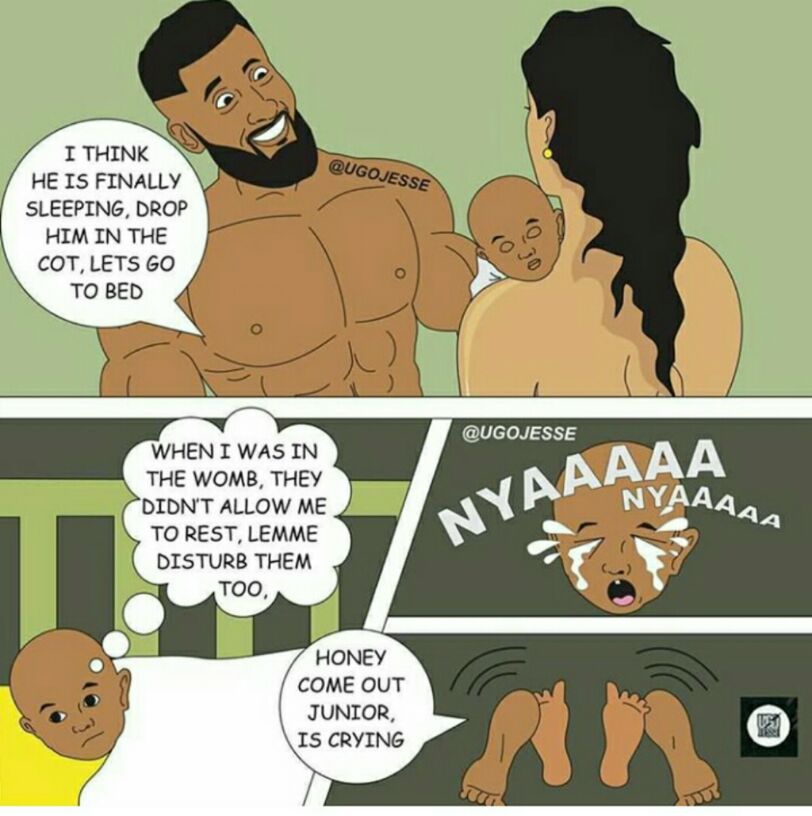 I THINK
HE IS FINALLY
SLEEPING, DROP
HIM IN THE
COT, LETS GO
TO BED
@UGOJESSE
WHEN I WAS IN
THE WOMB, THEY
DIDN'T ALLOW ME
TO REST, LEMME
DISTURB THEM
TOO,
@UGOJESSE
NYAAAAA
NYAAAAA
HONEY
COME OUT
JUNIOR,
IS CRYING